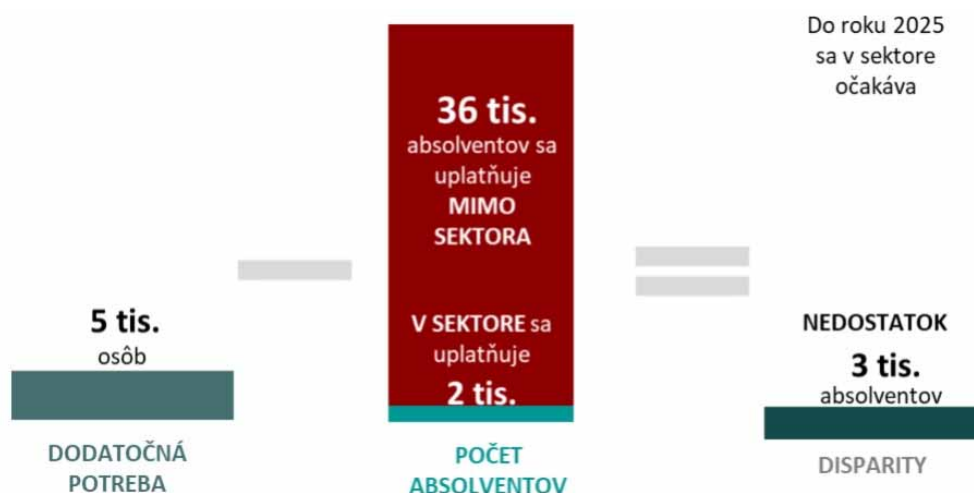 Do roku 2025
sa v sektore
očakáva
36 tis.
absolventov sa
uplatňuje
MIMO
SEKTORA
V SEKTORE sa
uplatňuje
2 tis.
5 tis.
osôb
NEDOSTATOK
3 tis.
absolventov
DODATOČNÁ
POTREBA
POČET
ABSOLVENTOV
DISPARITY